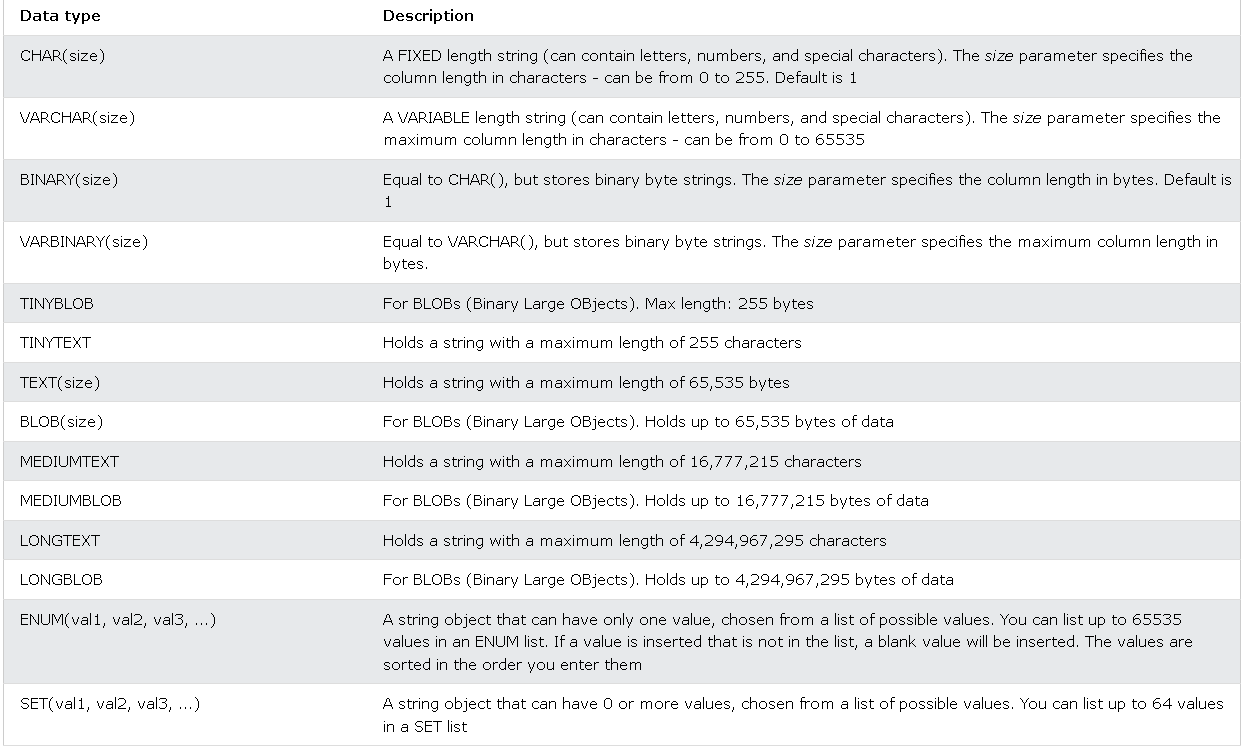 Data type Description
CHAR(size) A FIXED length string (can contain letters, numbers, and special characters). The size parameter specifies the
column length in characters - can be from 0 to 255. Default is 1
VARCHAR(size) A VARIABLE length string (can contain letters, numbers, and special characters). The size parameter specifies the
maximum column length in characters - can be from 0 to 65535
BINARY(size) Equal to CHAR(), but stores binary byte strings. The size parameter specifies the column length in bytes. Default is
1
VARBINARY(size) Equal to VARCHAR(), but stores binary byte strings. The size parameter specifies the maximum column length in
bytes.
TINYBLOB For BLOBs (Binary Large OBjects). Max length: 255 bytes
TINYTEXT Holds a string with a maximum length of 255 characters
TEXT(size) Holds a string with a maximum length of 65,535 bytes
BLOB(size) For BLOBs (Binary Large OBjects). Holds up to 65,535 bytes of data
MEDIUMTEXT Holds a string with a maximum length of 16,777,215 characters
MEDIUMBLOB For BLOBs (Binary Large OBjects). Holds up to 16,777,215 bytes of data
LONGTEXT Holds a string with a maximum length of 4,294,967,295 characters
LONGBLOB For BLOBs (Binary Large OBjects). Holds up to 4,294,967,295 bytes of data
ENUM(val1, val2, val3, ...) A string object that can have only one value, chosen from a list of possible values. You can list up to 65535
values in an ENUM list. If a value is inserted that is not in the list, a blank value will be inserted. The values are
sorted in the order you enter them
SET(val1, val2, val3, ...) A string object that can have 0 or more values, chosen from a list of possible values. You can list up to 64 values
in a SET list